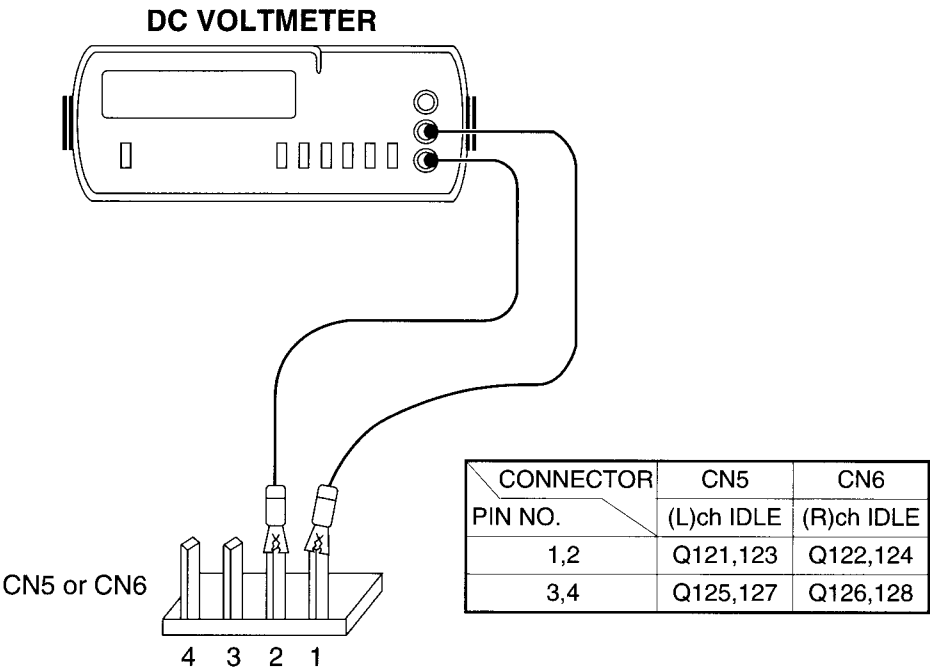 DC VOLTMETER
CONNECTOR CN5 CN6
PIN NO. (L)ch IDLE (R)ch IDLE
1,2 Q121,123 Q122,124
3,4 Q125,127 Q126,128
CN5 or CN6
4 3 2 1